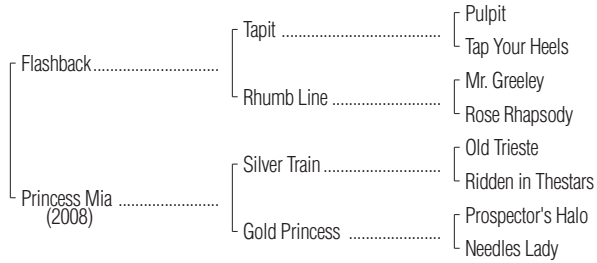 Pulpit
Tapit
Tap Your Heels
Flashback
Mr. Greeley
Rhumb Line
Rose Rhapsody
Old Trieste
Silver Train
Ridden in Thestars
Princess Mia
(2008)
Prospector's Halo
Gold Princess
Needles Lady